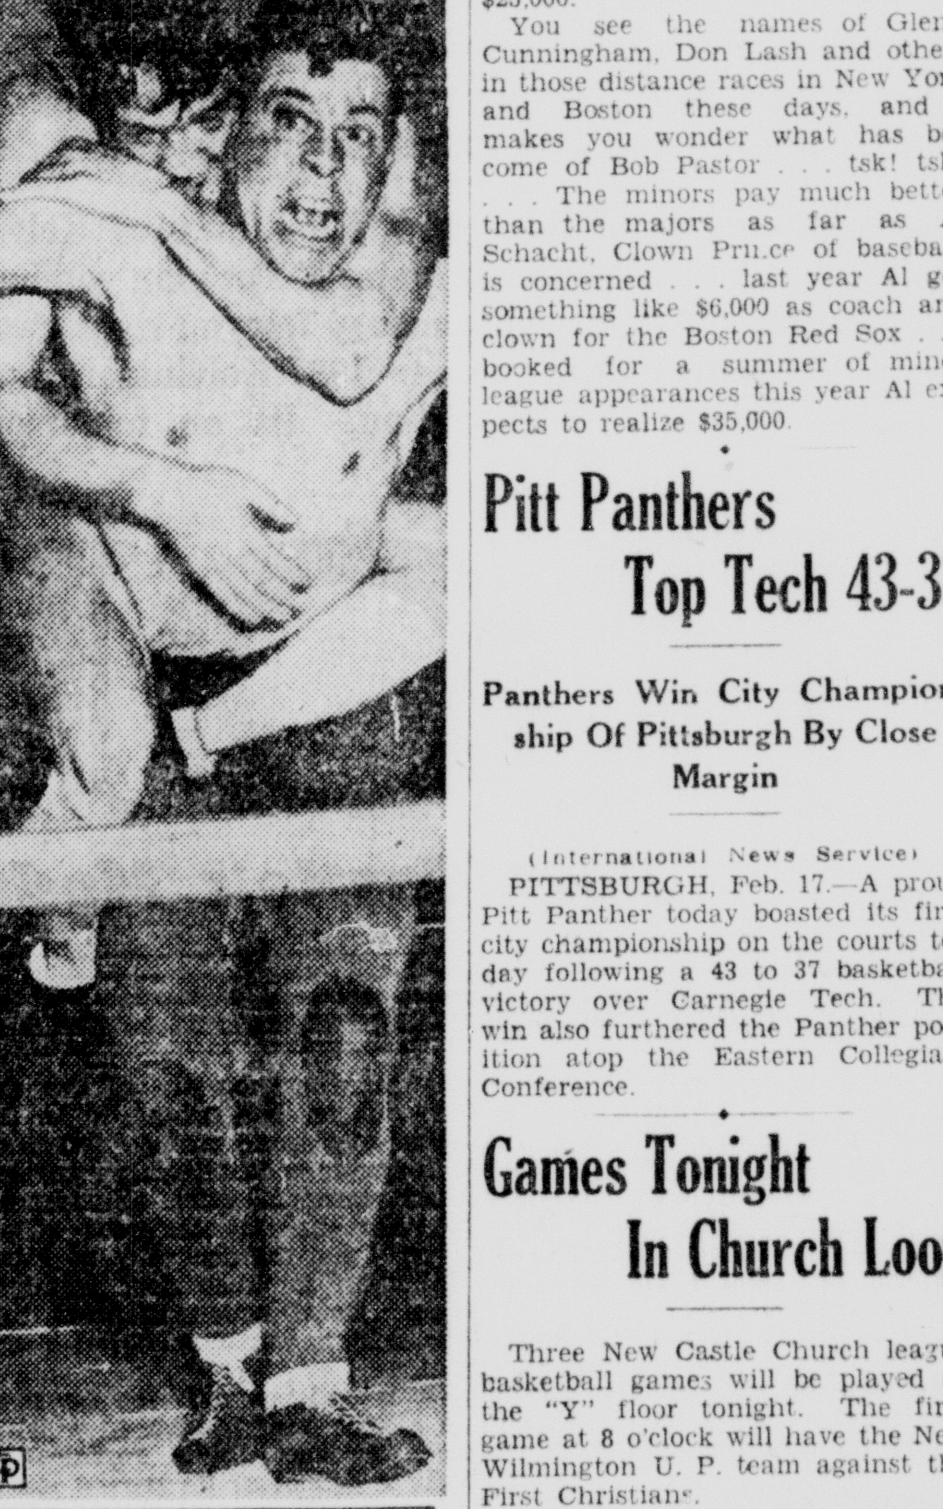 $25,000.
You see the names of Glen
Cunningham, Don Lash and othe
in those distance races in New Yor
and Boston these days, and
makes you wonder what has b
come of Bob Pastor . . . tsk! tsk
. . . The minors pay much bette
than the majors as far as
Schacht, Clown Prince of baseba
is concerned . . . last year Al g
something like $6,000 as coach an
clown for the Boston Red Sox . .
booked for a summer of mino
league appearances this year Al ex
pects to realize $35,000.
Pitt Panthers
Top Tech 43-3
Panthers Win City Champion
ship Of Pittsburgh By Close
Margin
(International News Service)
PITTSBURGH, Feb. 17.—A prou
Pitt Panther today boasted its fir
city championship on the courts to
day following a 43 to 37 basketba
victory over Carnegie Tech. Th
win also furthered the Panther po
ition atop the Eastern Collegia
Conference.
Games Tonight
In Church Loo
Three New Castle Church leagu
basketball games will be played
the "Y" floor tonight. The fir
game at 8 o'clock will have the Ne
Wilmington U. P. team against th
First Christians.